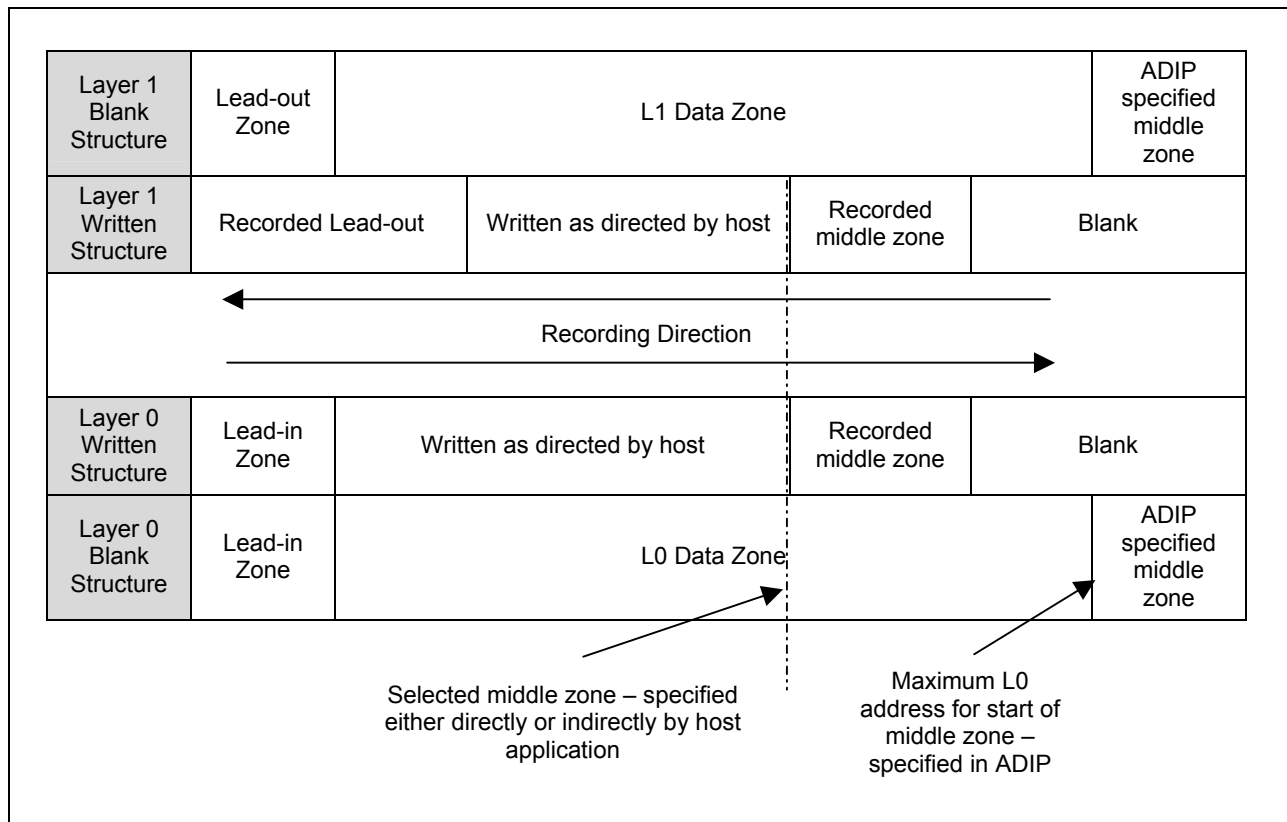 Layer 1
Blank
Structure
Lead-out
Zone
L1 Data Zone
ADIP
specified
middle
zone
Layer 1
Written
Structure
Recorded Lead-out
Written as directed by host
Recorded
middle zone
Blank
Recording Direction
Layer 0
Written
Structure
Lead-in
Zone
Written as directed by host
Recorded
middle zone
Blank
Layer 0
Blank
Structure
Lead-in
Zone
L0 Data Zone
ADIP
specified
middle
zone
Selected middle zone – specified
either directly or indirectly by host
application
Maximum L0
address for start of
middle zone –
specified in ADIP